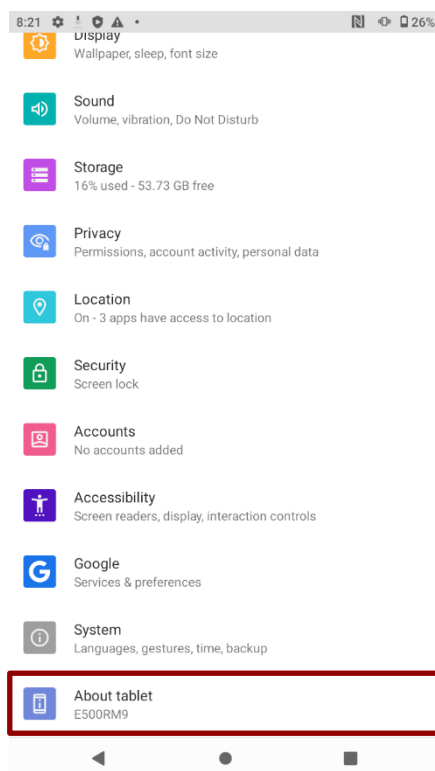 8:21 26%
Display
Wallpaper, sleep, font size
Sound
Volume, vibration, Do Not Disturb
Storage
16% used - 53.73 GB free
Privacy
Permissions, account activity, personal data
Location
On - 3 apps have access to location
Security
Screen lock
Accounts
No accounts added
Accessibility
Screen readers, display, interaction controls
G Google
Services & preferences
System
Languages, gestures, time, backup
About tablet
E500RM9